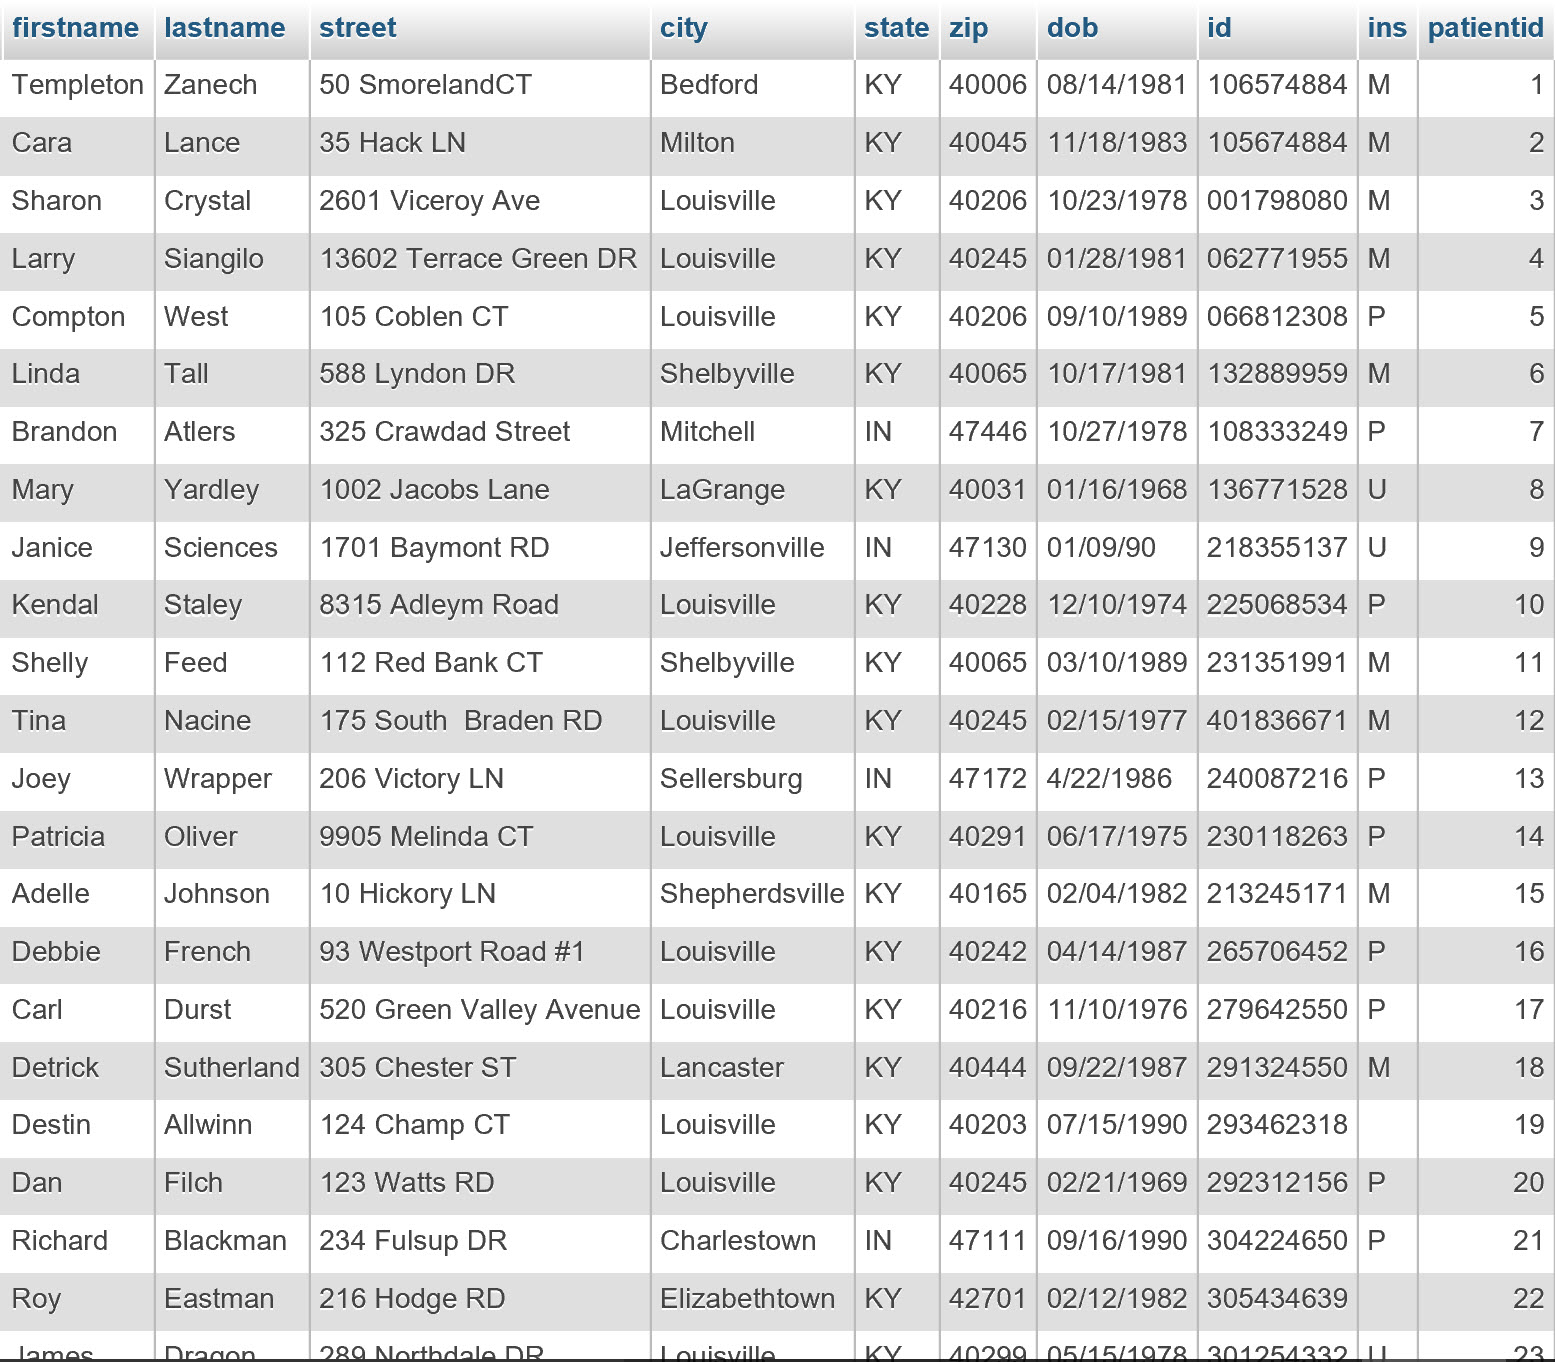 firstname lastname street city state zip dob id ins patientid
Templeton Zanech 50 SmorelandCT Bedford KY 40006 08/14/1981 106574884 M 1
Cara Lance 35 Hack LN Milton KY 40045 11/18/1983 105674884 M 2
Sharon Crystal 2601 Viceroy Ave Louisville KY 40206 10/23/1978 001798080 M 3
Larry Siangilo 13602 Terrace Green DR Louisville KY 40245 01/28/1981 062771955 M 4
Compton West 105 Coblen CT Louisville KY 40206 09/10/1989 066812308 P 5
Linda Tall 588 Lyndon DR Shelbyville KY 40065 10/17/1981 132889959 M 6
Brandon Atlers 325 Crawdad Street Mitchell IN 47446 10/27/1978 108333249 P 7
Mary Yardley 1002 Jacobs Lane LaGrange KY 40031 01/16/1968 136771528 U 8
Janice Sciences 1701 Baymont RD Jeffersonville IN 47130 01/09/90 218355137 U 9
Kendal Staley 8315 Adleym Road Louisville KY 40228 12/10/1974 225068534 P 10
Shelly Feed 112 Red Bank CT Shelbyville KY 40065 03/10/1989 231351991 M 11
Tina Nacine 175 South  Braden RD Louisville KY 40245 02/15/1977 401836671 M 12
Joey Wrapper 206 Victory LN Sellersburg IN 47172 4/22/1986 240087216 P 13
Patricia Oliver 9905 Melinda CT Louisville KY 40291 06/17/1975 230118263 P 14
Adelle Johnson 10 Hickory LN Shepherdsville KY 40165 02/04/1982 213245171 M 15
Debbie French 93 Westport Road #1 Louisville KY 40242 04/14/1987 265706452 P 16
Carl Durst 520 Green Valley Avenue Louisville KY 40216 11/10/1976 279642550 P 17
Detrick Sutherland 305 Chester ST Lancaster KY 40444 09/22/1987 291324550 M 18
Destin Allwinn 124 Champ CT Louisville KY 40203 07/15/1990 293462318 19
Dan Filch 123 Watts RD Louisville KY 40245 02/21/1969 292312156 P 20
Richard Blackman 234 Fulsup DR Charlestown IN 47111 09/16/1990 304224650 P 21
Roy Eastman 216 Hodge RD Elizabethtown KY 42701 02/12/1982 305434639 22
James Dragon 289 Northdale DR Louisville KY 40299 05/15/1978 301254332 U 23